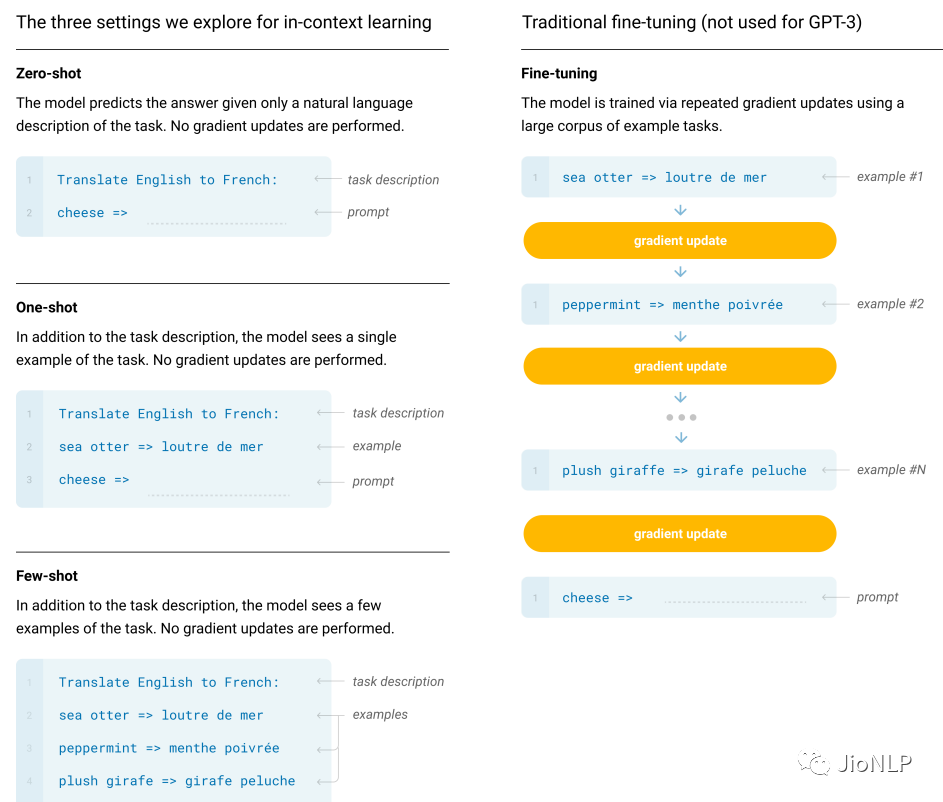 The three settings we explore for in-context learning
Zero-shot
The model predicts the answer given only a natural language
description of the task. No gradient updates are performed.
1 Translate English to French: task description
2 cheese => prompt
One-shot
In addition to the task description, the model sees a single
example of the task. No gradient updates are performed.
1 Translate English to French: task description
2 sea otter => loutre de mer example
3 cheese => prompt
Few-shot
In addition to the task description, the model sees a few
examples of the task. No gradient updates are performed.
1 Translate English to French: task description
2 sea otter => loutre de mer examples
3 peppermint => menthe poivrée
4 plush girafe => girafe peluche
Traditional fine-tuning (not used for GPT-3)
Fine-tuning
The model is trained via repeated gradient updates using a
large corpus of example tasks.
1 sea otter => loutre de mer example #1
gradient update
1 peppermint => menthe poivrée example #2
gradient update
1 plush giraffe => girafe peluche example #N
gradient update
1 cheese => prompt
JioNLP